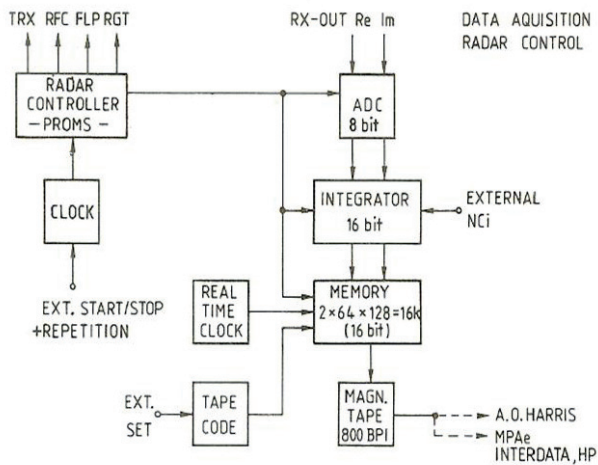 TRX RFC FLP RGT
RX-OUT Re Im
DATA AQUISITION
RADAR CONTROL
RADAR
CONTROLLER
- PROMS -
ADC
8 bit
CLOCK
INTEGRATOR
16 bit
EXTERNAL
NCi
EXT. START/STOP
+REPETITION
REAL
TIME
CLOCK
MEMORY
2×64×128=16k
(16 bit)
EXT.
SET
TAPE
CODE
MAGN.
TAPE
800 BPI
A.O. HARRIS
MPAe
INTERDATA, HP